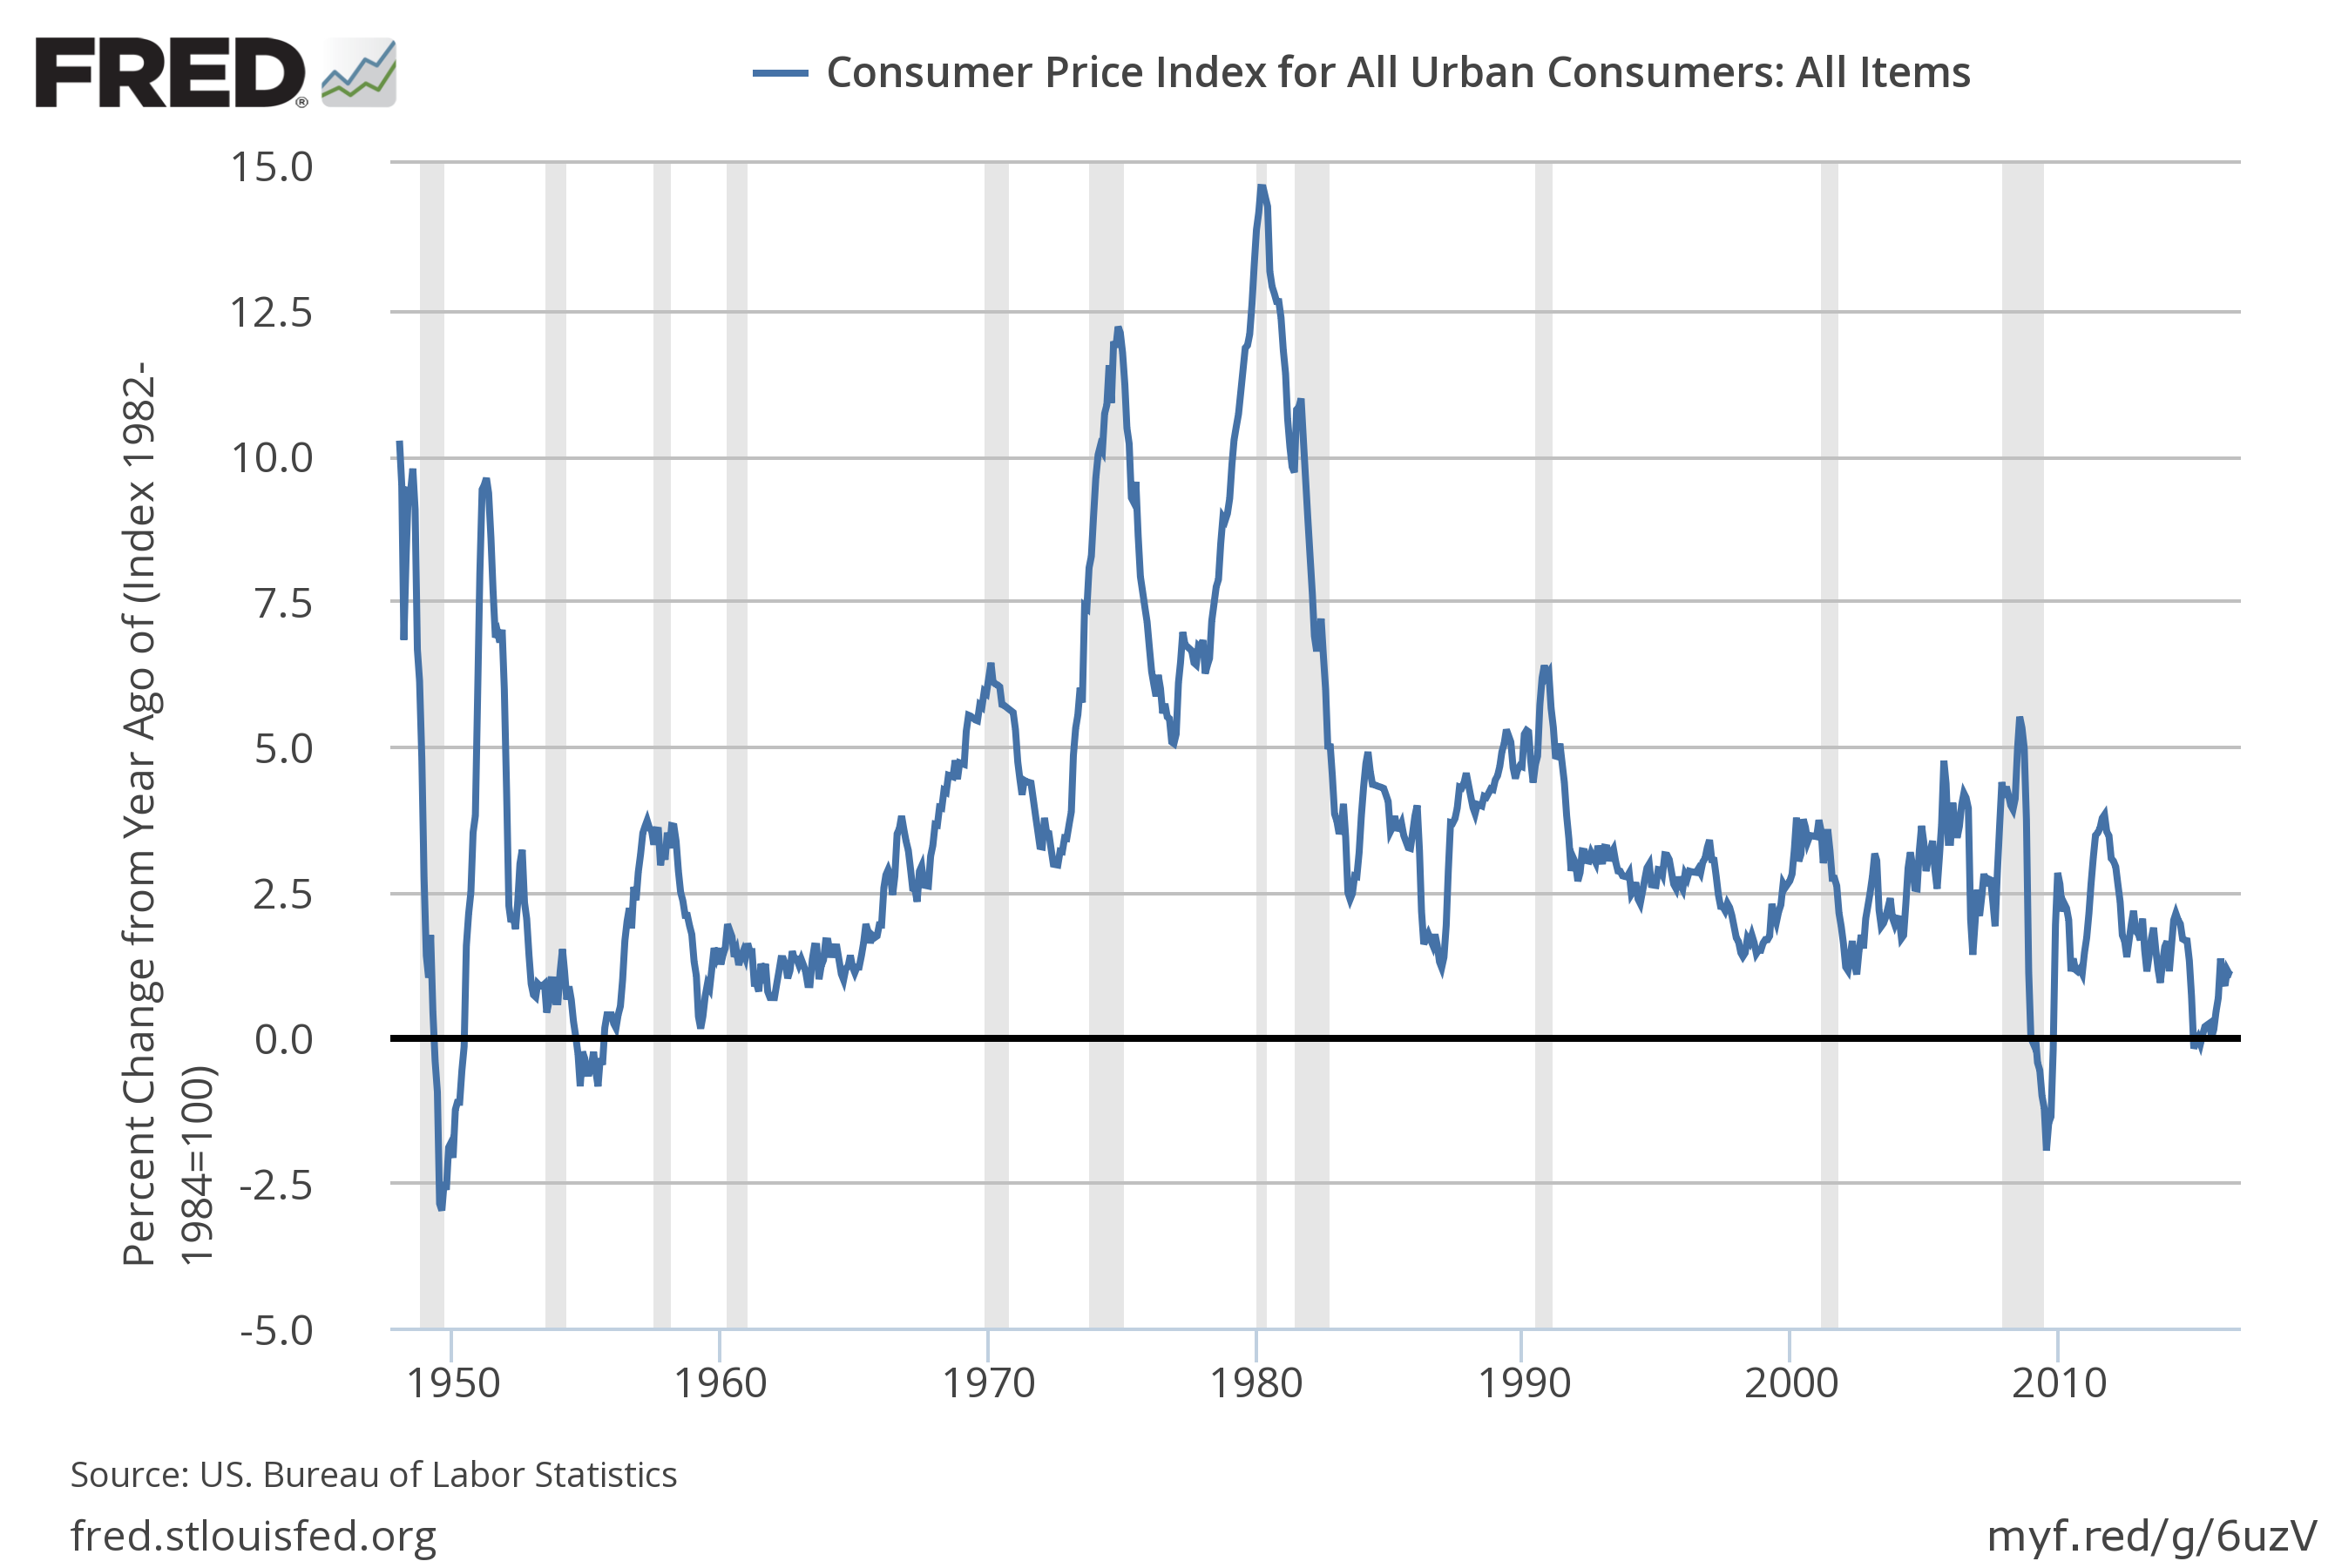 FRED®
Consumer Price Index for All Urban Consumers: All Items
Percent Change from Year Ago of (Index 1982-
1984=100)
15.0
12.5
10.0
7.5
5.0
2.5
0.0
-2.5
-5.0
1950 1960 1970 1980 1990 2000 2010
Source: US. Bureau of Labor Statistics
fred.stlouisfed.org
myf.red/g/6uzV